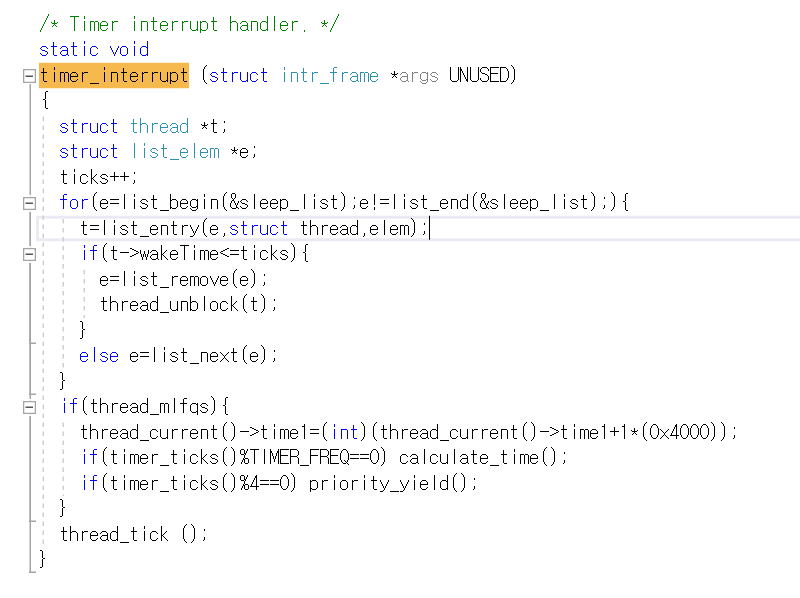 /* Timer interrupt handler. */
static void
timer_interrupt (struct intr_frame *args UNUSED)
{
  struct thread *t;
  struct list_elem *e;
  ticks++;
  for(e=list_begin(&sleep_list);e!=list_end(&sleep_list);){
    t=list_entry(e,struct thread,elem);
    if(t->wakeTime<=ticks){
      e=list_remove(e);
      thread_unblock(t);
    }
    else e=list_next(e);
  }
  if(thread_mlfqs){
    thread_current()->time1=(int)(thread_current()->time1+1*(0x4000));
    if(timer_ticks()%TIMER_FREQ==0) calculate_time();
    if(timer_ticks()%4==0) priority_yield();
  }
  thread_tick ();
}